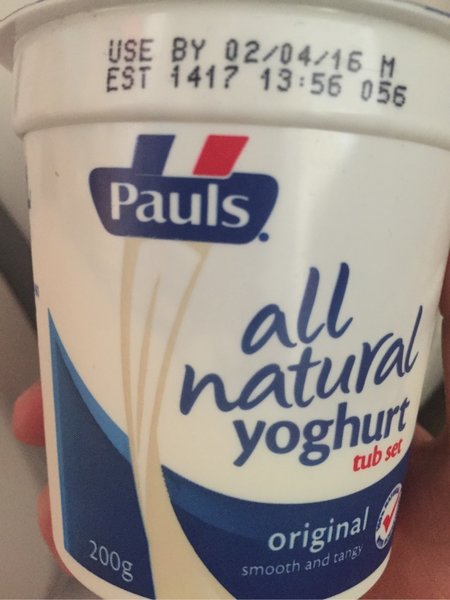 USE BY 02/04/16 M
EST 1417 13:56 056
Pauls
all
natural
yoghurt
tub set
original
smooth and tangy
200g